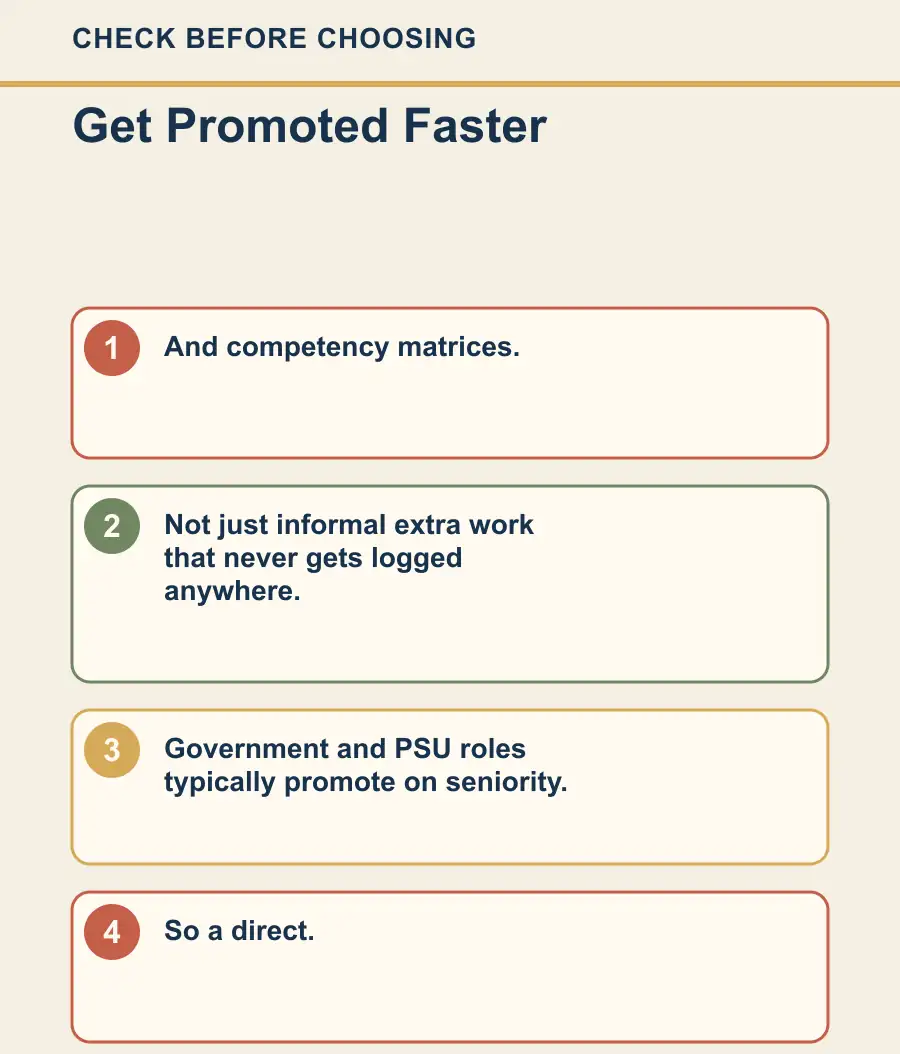 CHECK BEFORE CHOOSING
Get Promoted Faster
1
And competency matrices.
2
Not just informal extra work
that never gets logged
anywhere.
3
Government and PSU roles
typically promote on seniority.
4
So a direct.